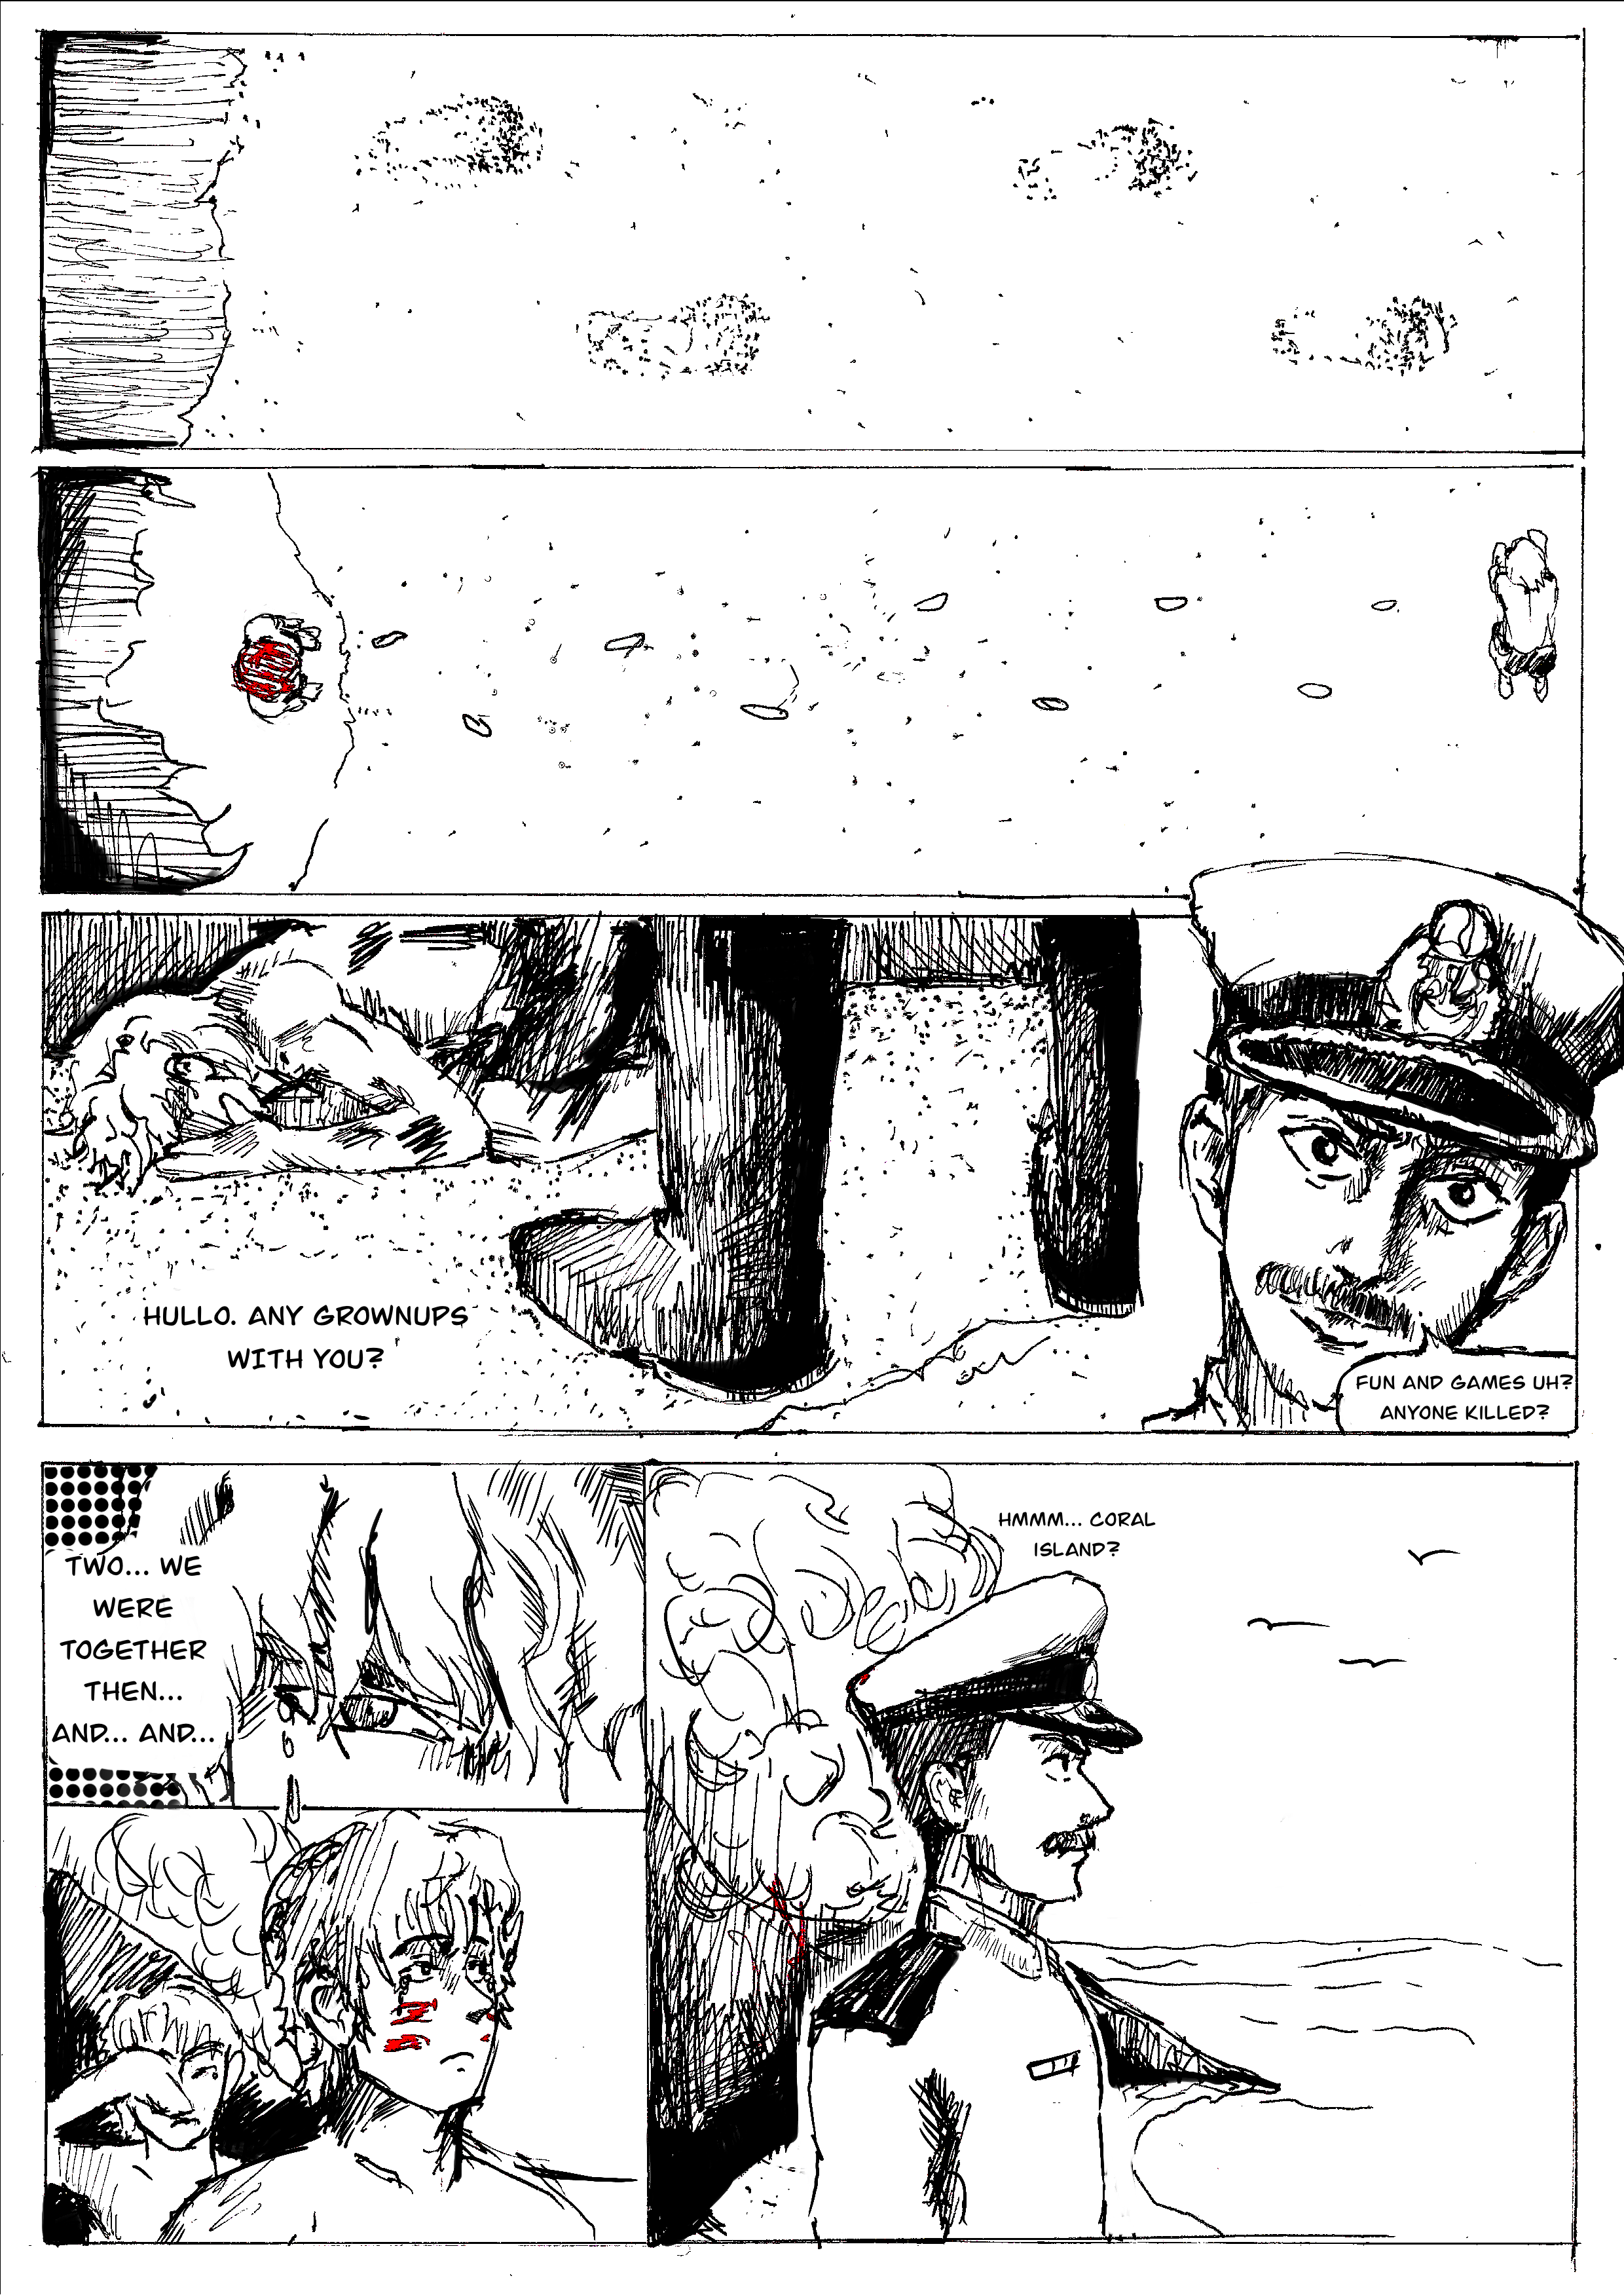 HULLO. ANY GROWNUPS
WITH YOU?
FUN AND GAMES UH?
ANYONE KILLED?
TWO... WE
WERE
TOGETHER
THEN...
AND... AND...
HMMM... CORAL
ISLAND?